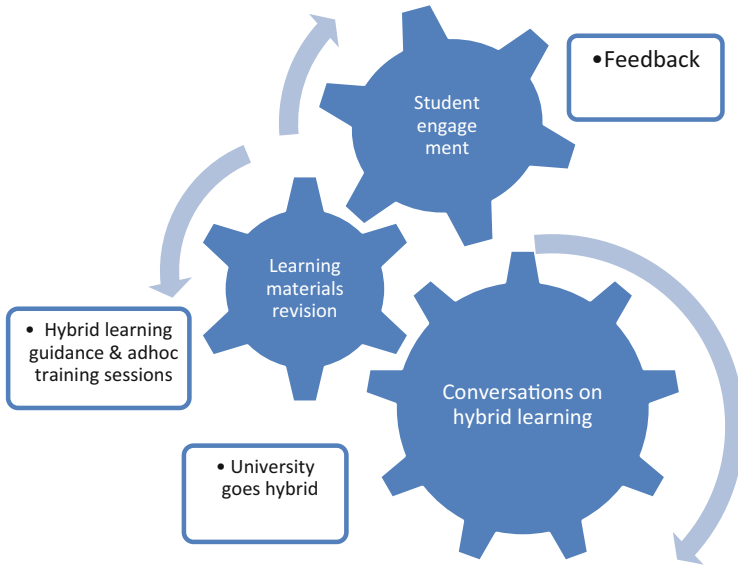 Student
engage
ment
•Feedback
Learning
materials
revision
• Hybrid learning
guidance & adhoc
training sessions
Conversations on
hybrid learning
• University
goes hybrid